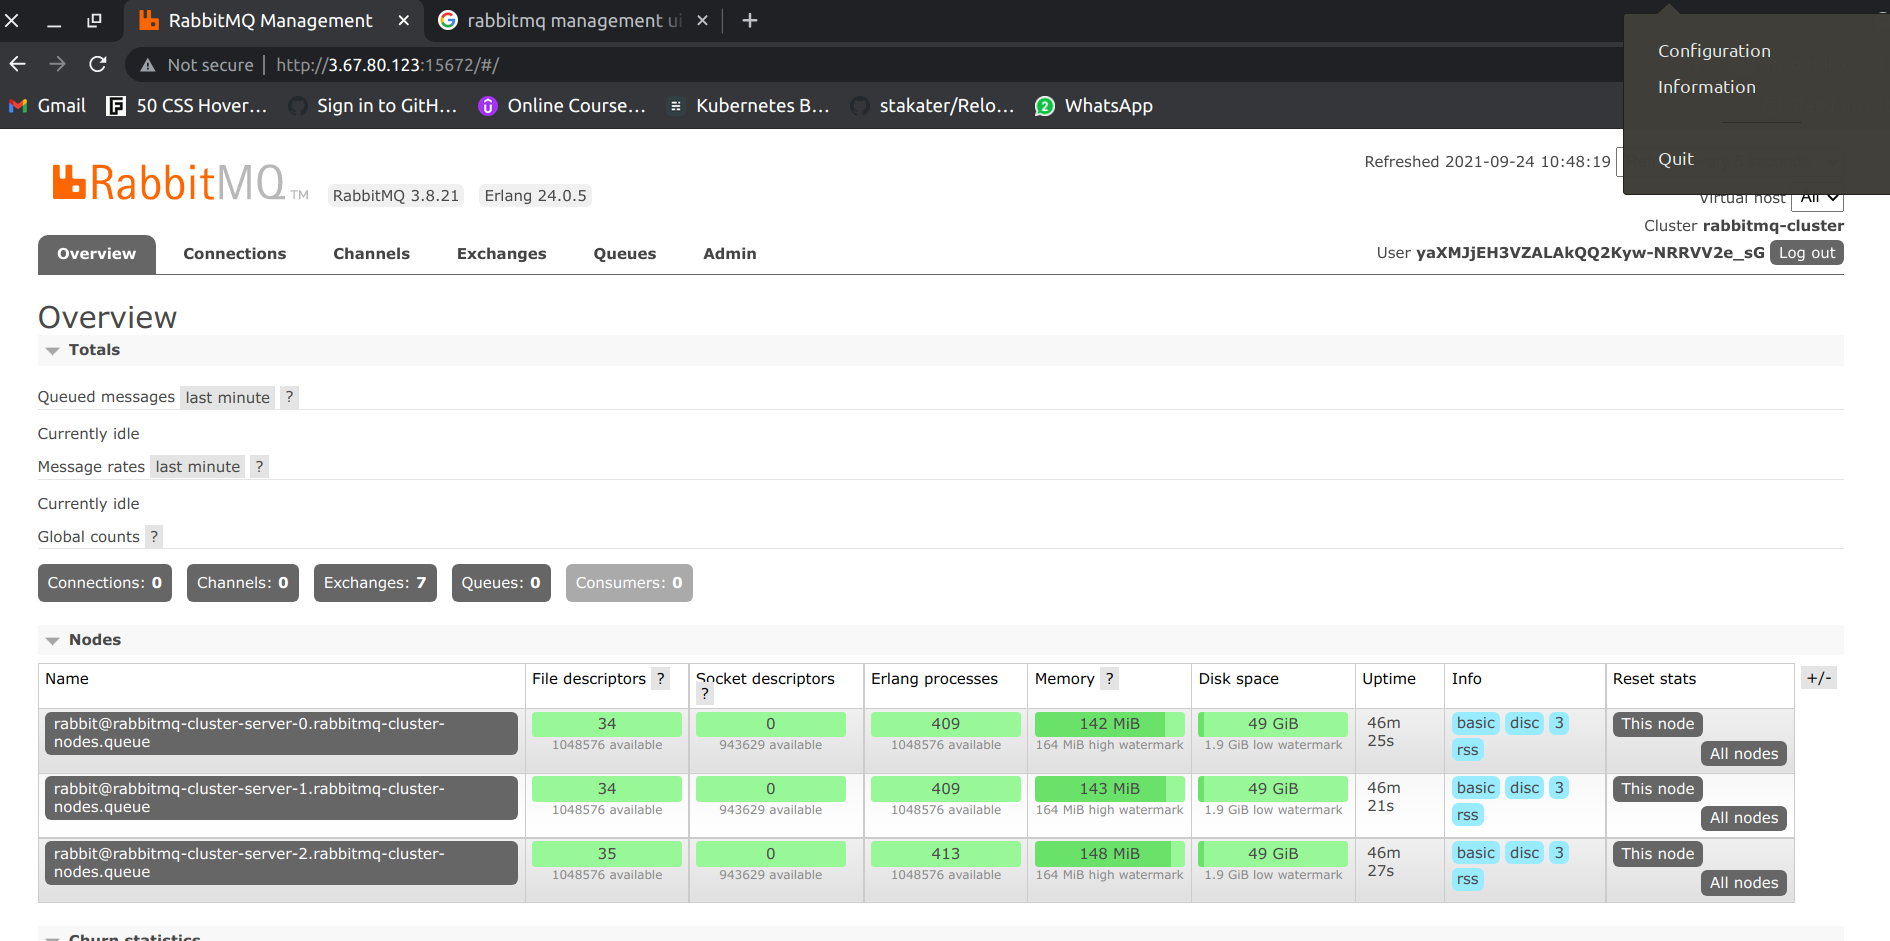 RabbitMQ Management
rabbitmq management ui
Not secure | http://3.67.80.123:15672/#/
Configuration
Information
Quit
Gmail 50 CSS Hover... Sign in to GitH... Online Course... Kubernetes B... stakater/Relo... WhatsApp
RabbitMQ TM RabbitMQ 3.8.21 Erlang 24.0.5
Refreshed 2021-09-24 10:48:19
Virtual host All
Cluster rabbitmq-cluster
User yaXMJjEH3VZALAkQQ2Kyw-NRRVV2e_sG Log out
Overview Connections Channels Exchanges Queues Admin
Overview
Totals
Queued messages last minute ?
Currently idle
Message rates last minute ?
Currently idle
Global counts ?
Connections: 0 Channels: 0 Exchanges: 7 Queues: 0 Consumers: 0
Nodes
Name File descriptors ? Socket descriptors ? Erlang processes Memory ? Disk space Uptime Info Reset stats +/-
rabbit@rabbitmq-cluster-server-0.rabbitmq-cluster-
nodes.queue
34 0 409 142 MiB 49 GiB 46m 25s basic disc 3 rss This node
1048576 available 943629 available 1048576 available 164 MiB high watermark 1.9 GiB low watermark All nodes
rabbit@rabbitmq-cluster-server-1.rabbitmq-cluster-
nodes.queue
34 0 409 143 MiB 49 GiB 46m 21s basic disc 3 rss This node
1048576 available 943629 available 1048576 available 164 MiB high watermark 1.9 GiB low watermark All nodes
rabbit@rabbitmq-cluster-server-2.rabbitmq-cluster-
nodes.queue
35 0 413 148 MiB 49 GiB 46m 27s basic disc 3 rss This node
1048576 available 943629 available 1048576 available 164 MiB high watermark 1.9 GiB low watermark All nodes
Churn statistics